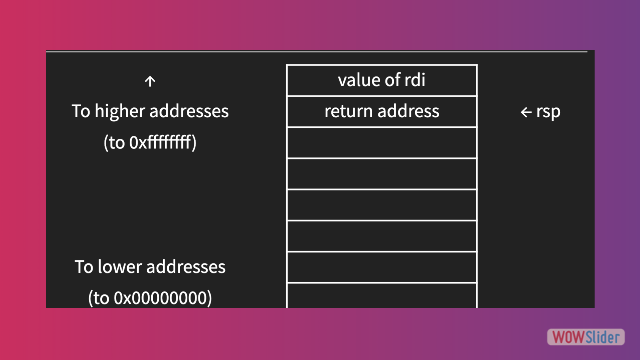 ↑
value of rdi
To higher addresses
return address
← rsp
(to 0xffffffff)
To lower addresses
(to 0x00000000)
WOWSlider